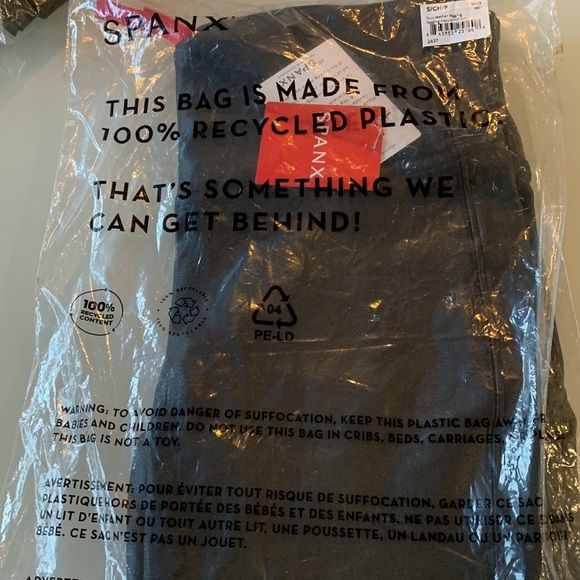 SPANX
S/CH/P
2437
SPANX
SPANX
THIS BAG IS MADE FROM
100% RECYCLED PLASTIC.
THAT'S SOMETHING WE
CAN GET BEHIND!
100%
RECYCLED
CONTENT
04
PE-LD
WARNING: TO AVOID DANGER OF SUFFOCATION, KEEP THIS PLASTIC BAG AWAY FR
BABIES AND CHILDREN. DO NOT USE THIS BAG IN CRIBS, BEDS, CARRIAGES,
THIS BAG IS NOT A TOY.
AVERTISSEMENT: POUR ÉVITER TOUT RISQUE DE SUFFOCATION, GARDER CE SAC
PLASTIQUE HORS DE PORTÉE DES BÉBÉS ET DES ENFANTS. NE PAS UTILISER CE DANS
UN LIT D'ENFANT OU TOUT AUTRE LIT, UNE POUSSETTE, UN LANDAU OU UN PARC
BÉBÉ. CE SAC N'EST PAS UN JOUET.